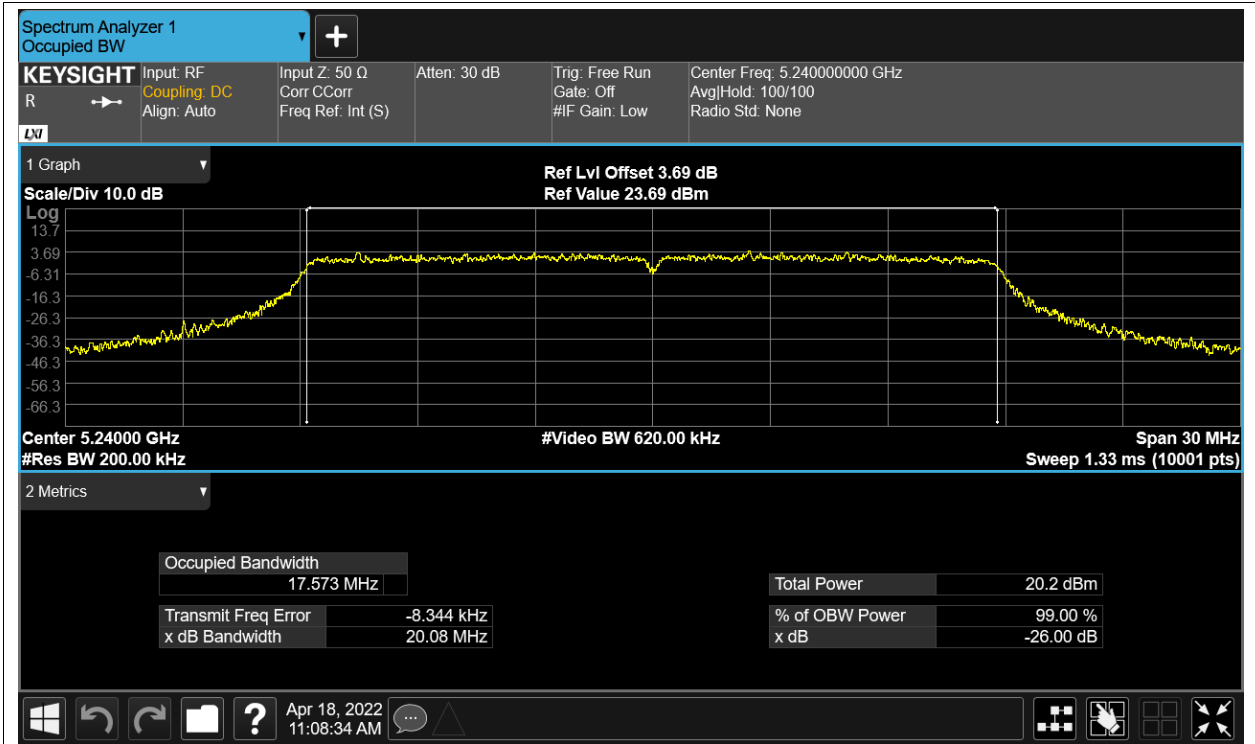 Spectrum Analyzer 1
Occupied BW
KEYSIGHT
R
LXI
Input: RF
Coupling: DC
Align: Auto
Input Z: 50 Ω
Corr CCorr
Freq Ref: Int (S)
Atten: 30 dB
Trig: Free Run
Gate: Off
#IF Gain: Low
Center Freq: 5.240000000 GHz
Avg|Hold: 100/100
Radio Std: None
1 Graph
Scale/Div 10.0 dB
Ref Lvl Offset 3.69 dB
Ref Value 23.69 dBm
Log
13.7
3.69
-6.31
-16.3
-26.3
-36.3
-46.3
-56.3
-66.3
Center 5.24000 GHz
#Video BW 620.00 kHz
Span 30 MHz
#Res BW 200.00 kHz
Sweep 1.33 ms (10001 pts)
2 Metrics
Occupied Bandwidth
17.573 MHz
Total Power 20.2 dBm
Transmit Freq Error -8.344 kHz
% of OBW Power 99.00 %
x dB Bandwidth 20.08 MHz
x dB -26.00 dB
?
Apr 18, 2022
11:08:34 AM